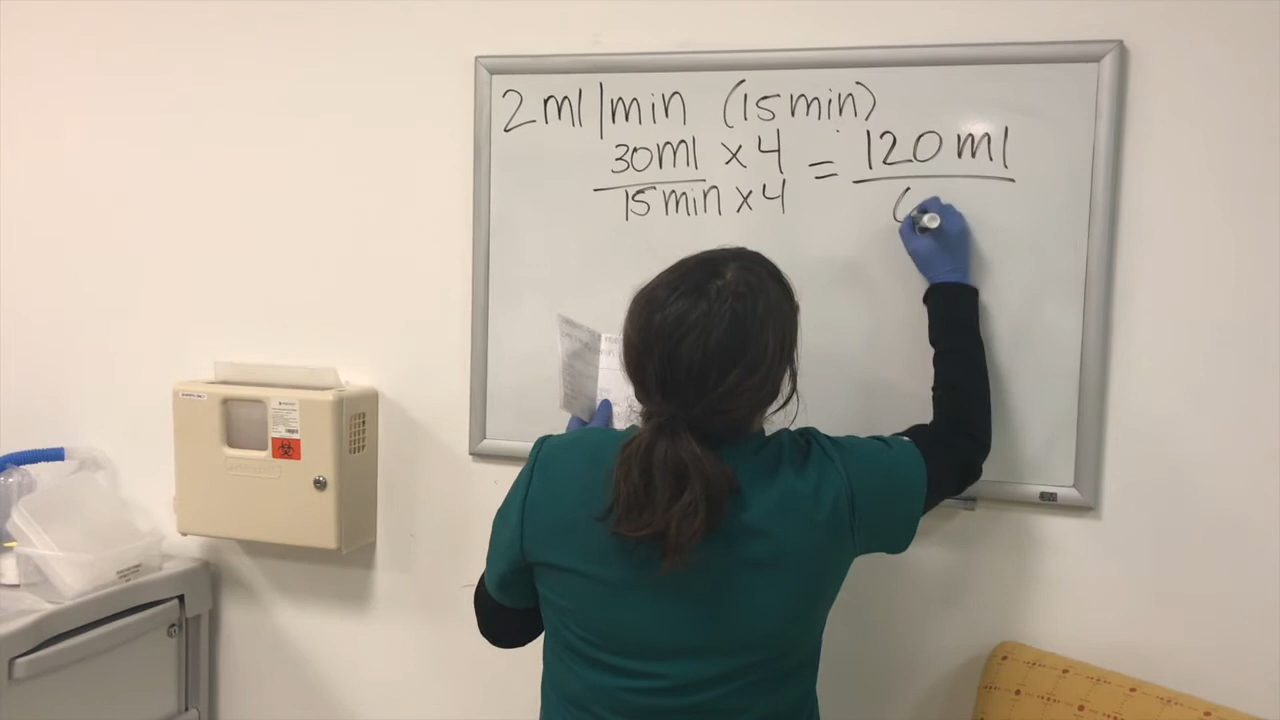 2ml/min (15min)
30ml x 4 = 120ml
15min x 4